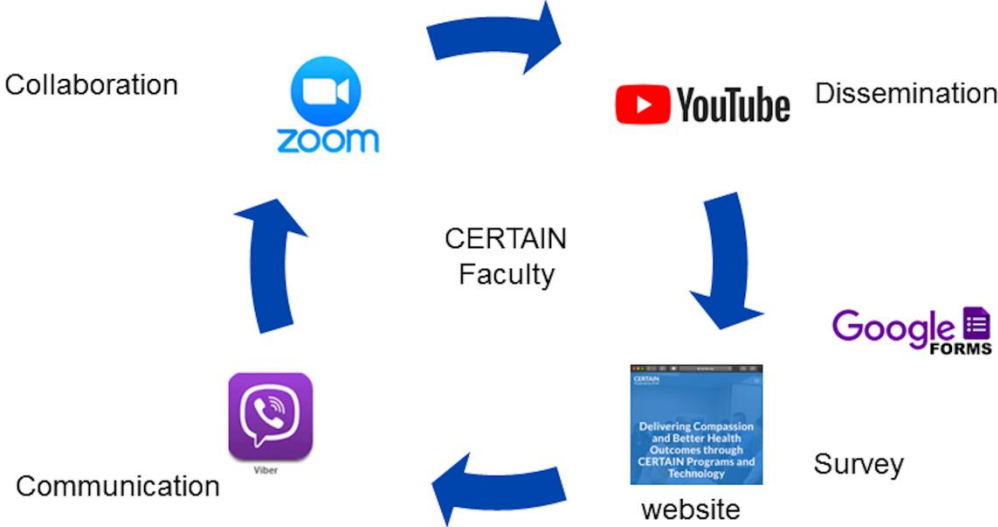 Collaboration
zoom
YouTube
Dissemination
CERTAIN
Faculty
Google
FORMS
CERTAIN
Delivering Compassion
and Better Health
Outcomes through
CERTAIN Programs and
Technology
Viber
Communication
Survey
website